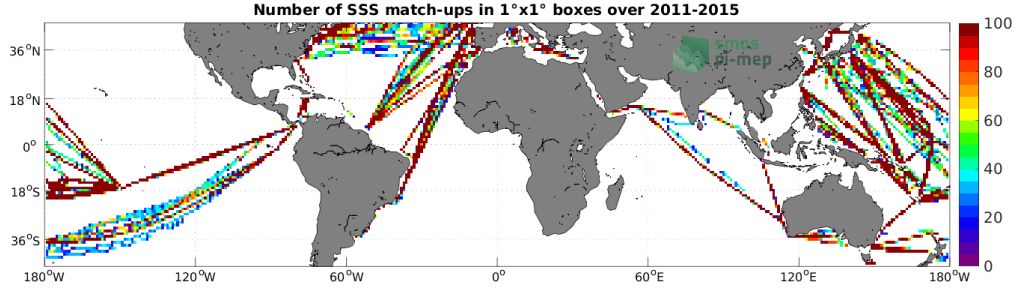 Number of SSS match-ups in 1°x1° boxes over 2011-2015
smos
pi-mep
36°N
18°N
0°
18°S
36°S
180°W
120°W
60°W
0°
60°E
120°E
180°W
100
80
60
40
20
0